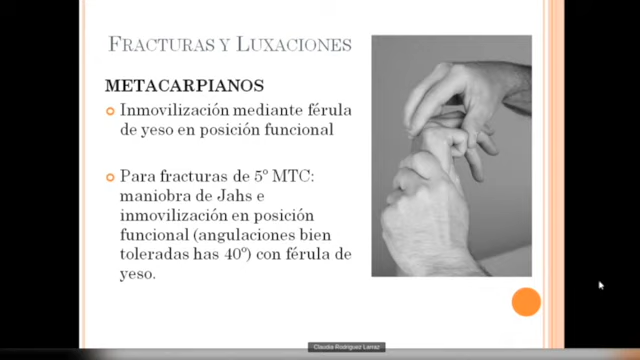 FRACTURAS Y LUXACIONES
METACARPIANOS
Inmovilización mediante férula
de yeso en posición funcional
Para fracturas de 5º MTC:
maniobra de Jahs e
inmovilización en posición
funcional (angulaciones bien
toleradas has 40º) con férula de
yeso.
Claudia Rodríguez Larraz